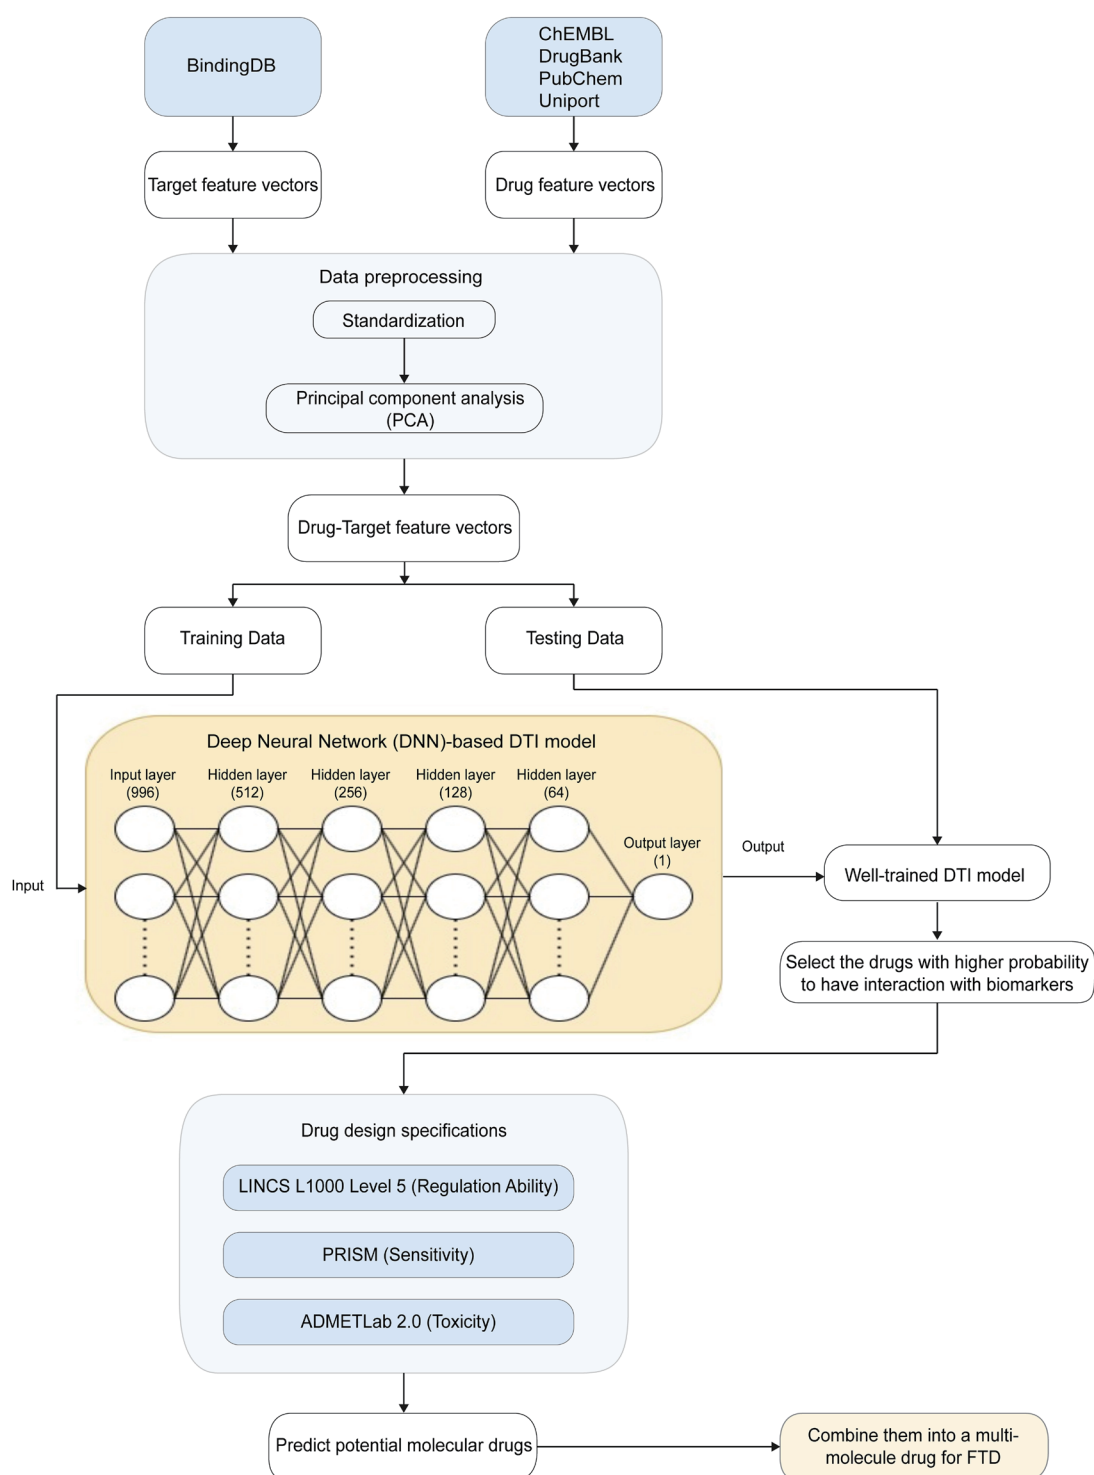 BindingDB
ChEMBL
DrugBank
PubChem
Uniport
Target feature vectors
Drug feature vectors
Data preprocessing
Standardization
Principal component analysis
(PCA)
Drug-Target feature vectors
Training Data
Testing Data
Deep Neural Network (DNN)-based DTI model
Input layer
(996)
Hidden layer
(512)
Hidden layer
(256)
Hidden layer
(128)
Hidden layer
(64)
Output layer
(1)
Input
Output
Well-trained DTI model
Select the drugs with higher probability
to have interaction with biomarkers
Drug design specifications
LINCS L1000 Level 5 (Regulation Ability)
PRISM (Sensitivity)
ADMETLab 2.0 (Toxicity)
Predict potential molecular drugs
Combine them into a multi-
molecule drug for FTD